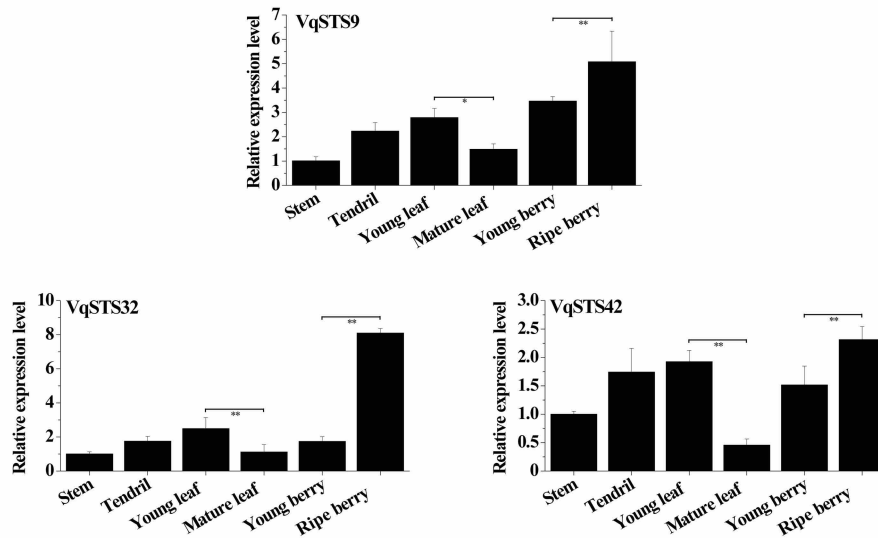 VqSTS9
Relative expression level
7
6
5
4
3
2
1
0
**
*
Stem
Tendril
Young leaf
Mature leaf
Young berry
Ripe berry
VqSTS32
Relative expression level
10
8
6
4
2
0
**
**
Stem
Tendril
Young leaf
Mature leaf
Young berry
Ripe berry
VqSTS42
Relative expression level
3.0
2.5
2.0
1.5
1.0
0.5
0
**
**
Stem
Tendril
Young leaf
Mature leaf
Young berry
Ripe berry